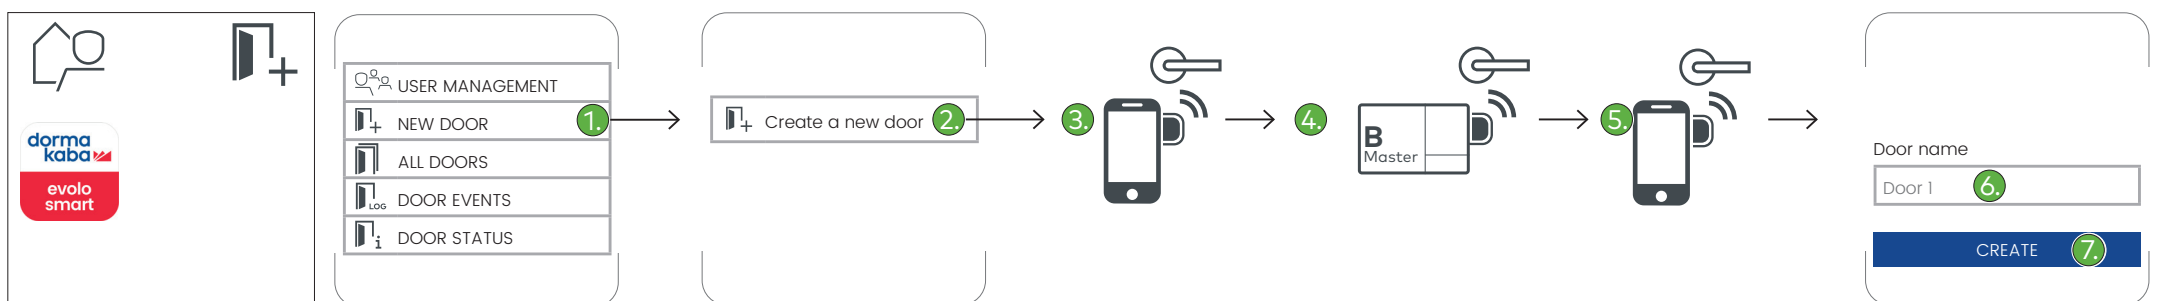 dorma
kaba
evolo
smart
USER MANAGEMENT
NEW DOOR 1.
ALL DOORS
LOG DOOR EVENTS
i DOOR STATUS
Create a new door 2.
3.
4.
B
Master
5.
Door name
Door 1 6.
CREATE 7.